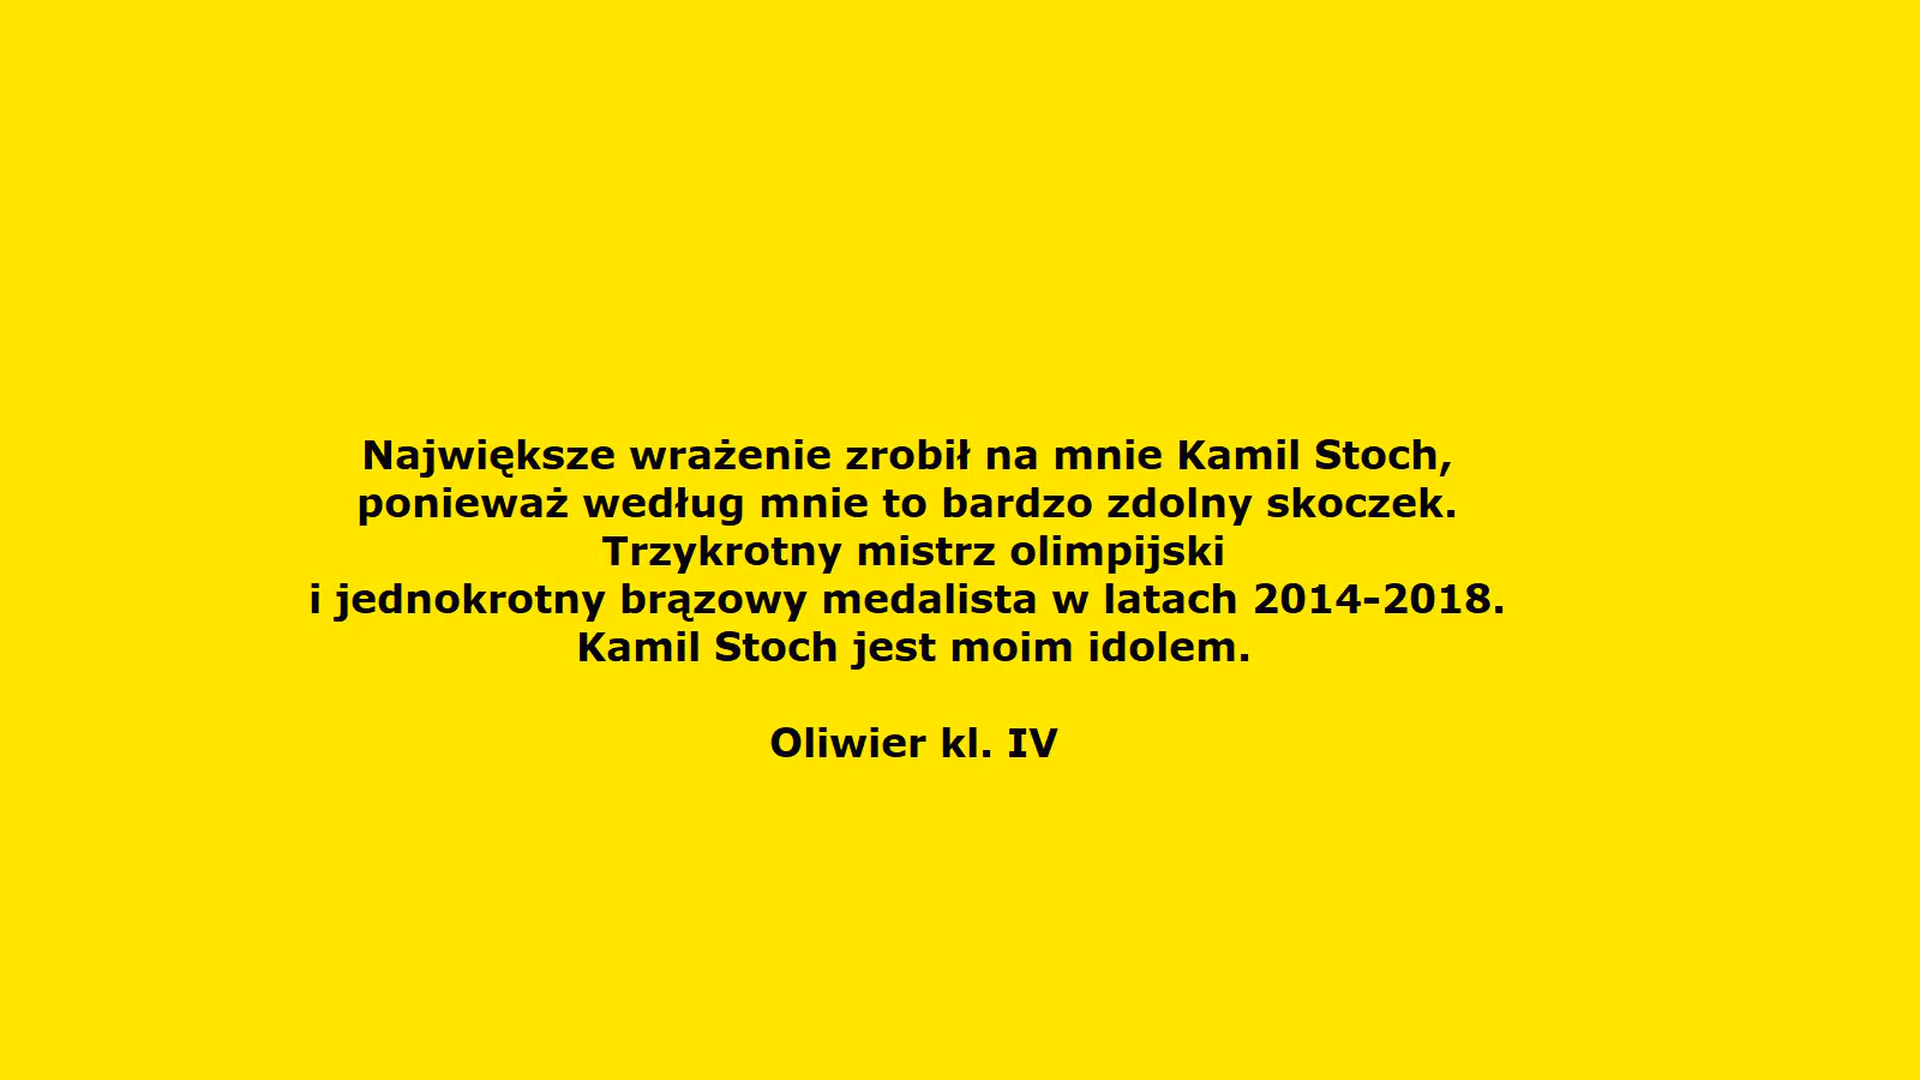 Największe wrażenie zrobił na mnie Kamil Stoch,
ponieważ według mnie to bardzo zdolny skoczek.
Trzykrotny mistrz olimpijski
i jednokrotny brązowy medalista w latach 2014-2018.
Kamil Stoch jest moim idolem.
Oliwier kl. IV